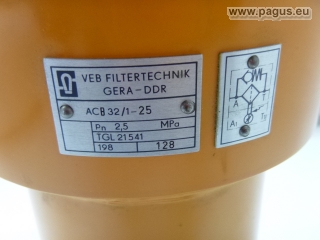 www.pagus.eu
VEB FILTERTECHNIK
GERA-DDR
ACB 32/1-25
Pn 2,5 MPa
TGL 21541
198 128
A
A1